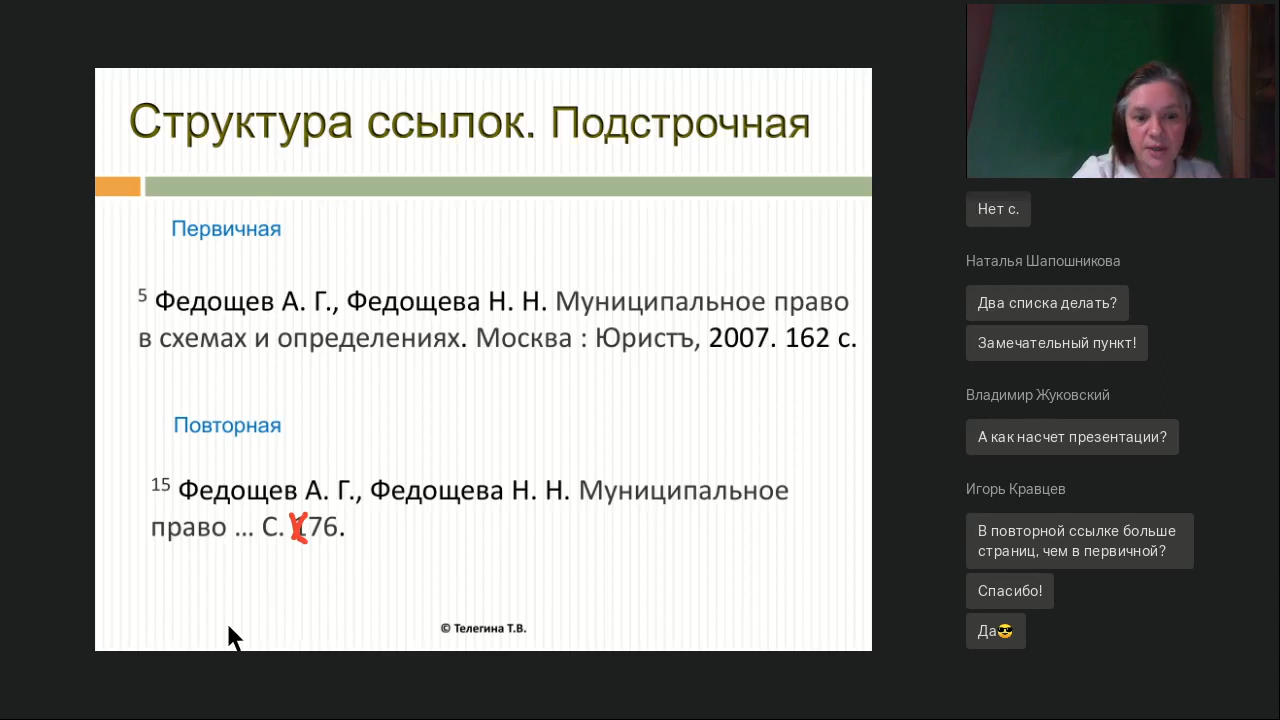 Структура ссылок. Подстрочная
Первичная
5 Федощев А. Г., Федощева Н. Н. Муниципальное право
в схемах и определениях. Москва : Юристъ, 2007. 162 с.
Повторная
15 Федощев А. Г., Федощева Н. Н. Муниципальное
право ... С. 176.
© Телегина Т.В.
Нет с.
Наталья Шапошникова
Два списка делать?
Замечательный пункт!
Владимир Жуковский
А как насчет презентации?
Игорь Кравцев
В повторной ссылке больше
страниц, чем в первичной?
Спасибо!
Да😎